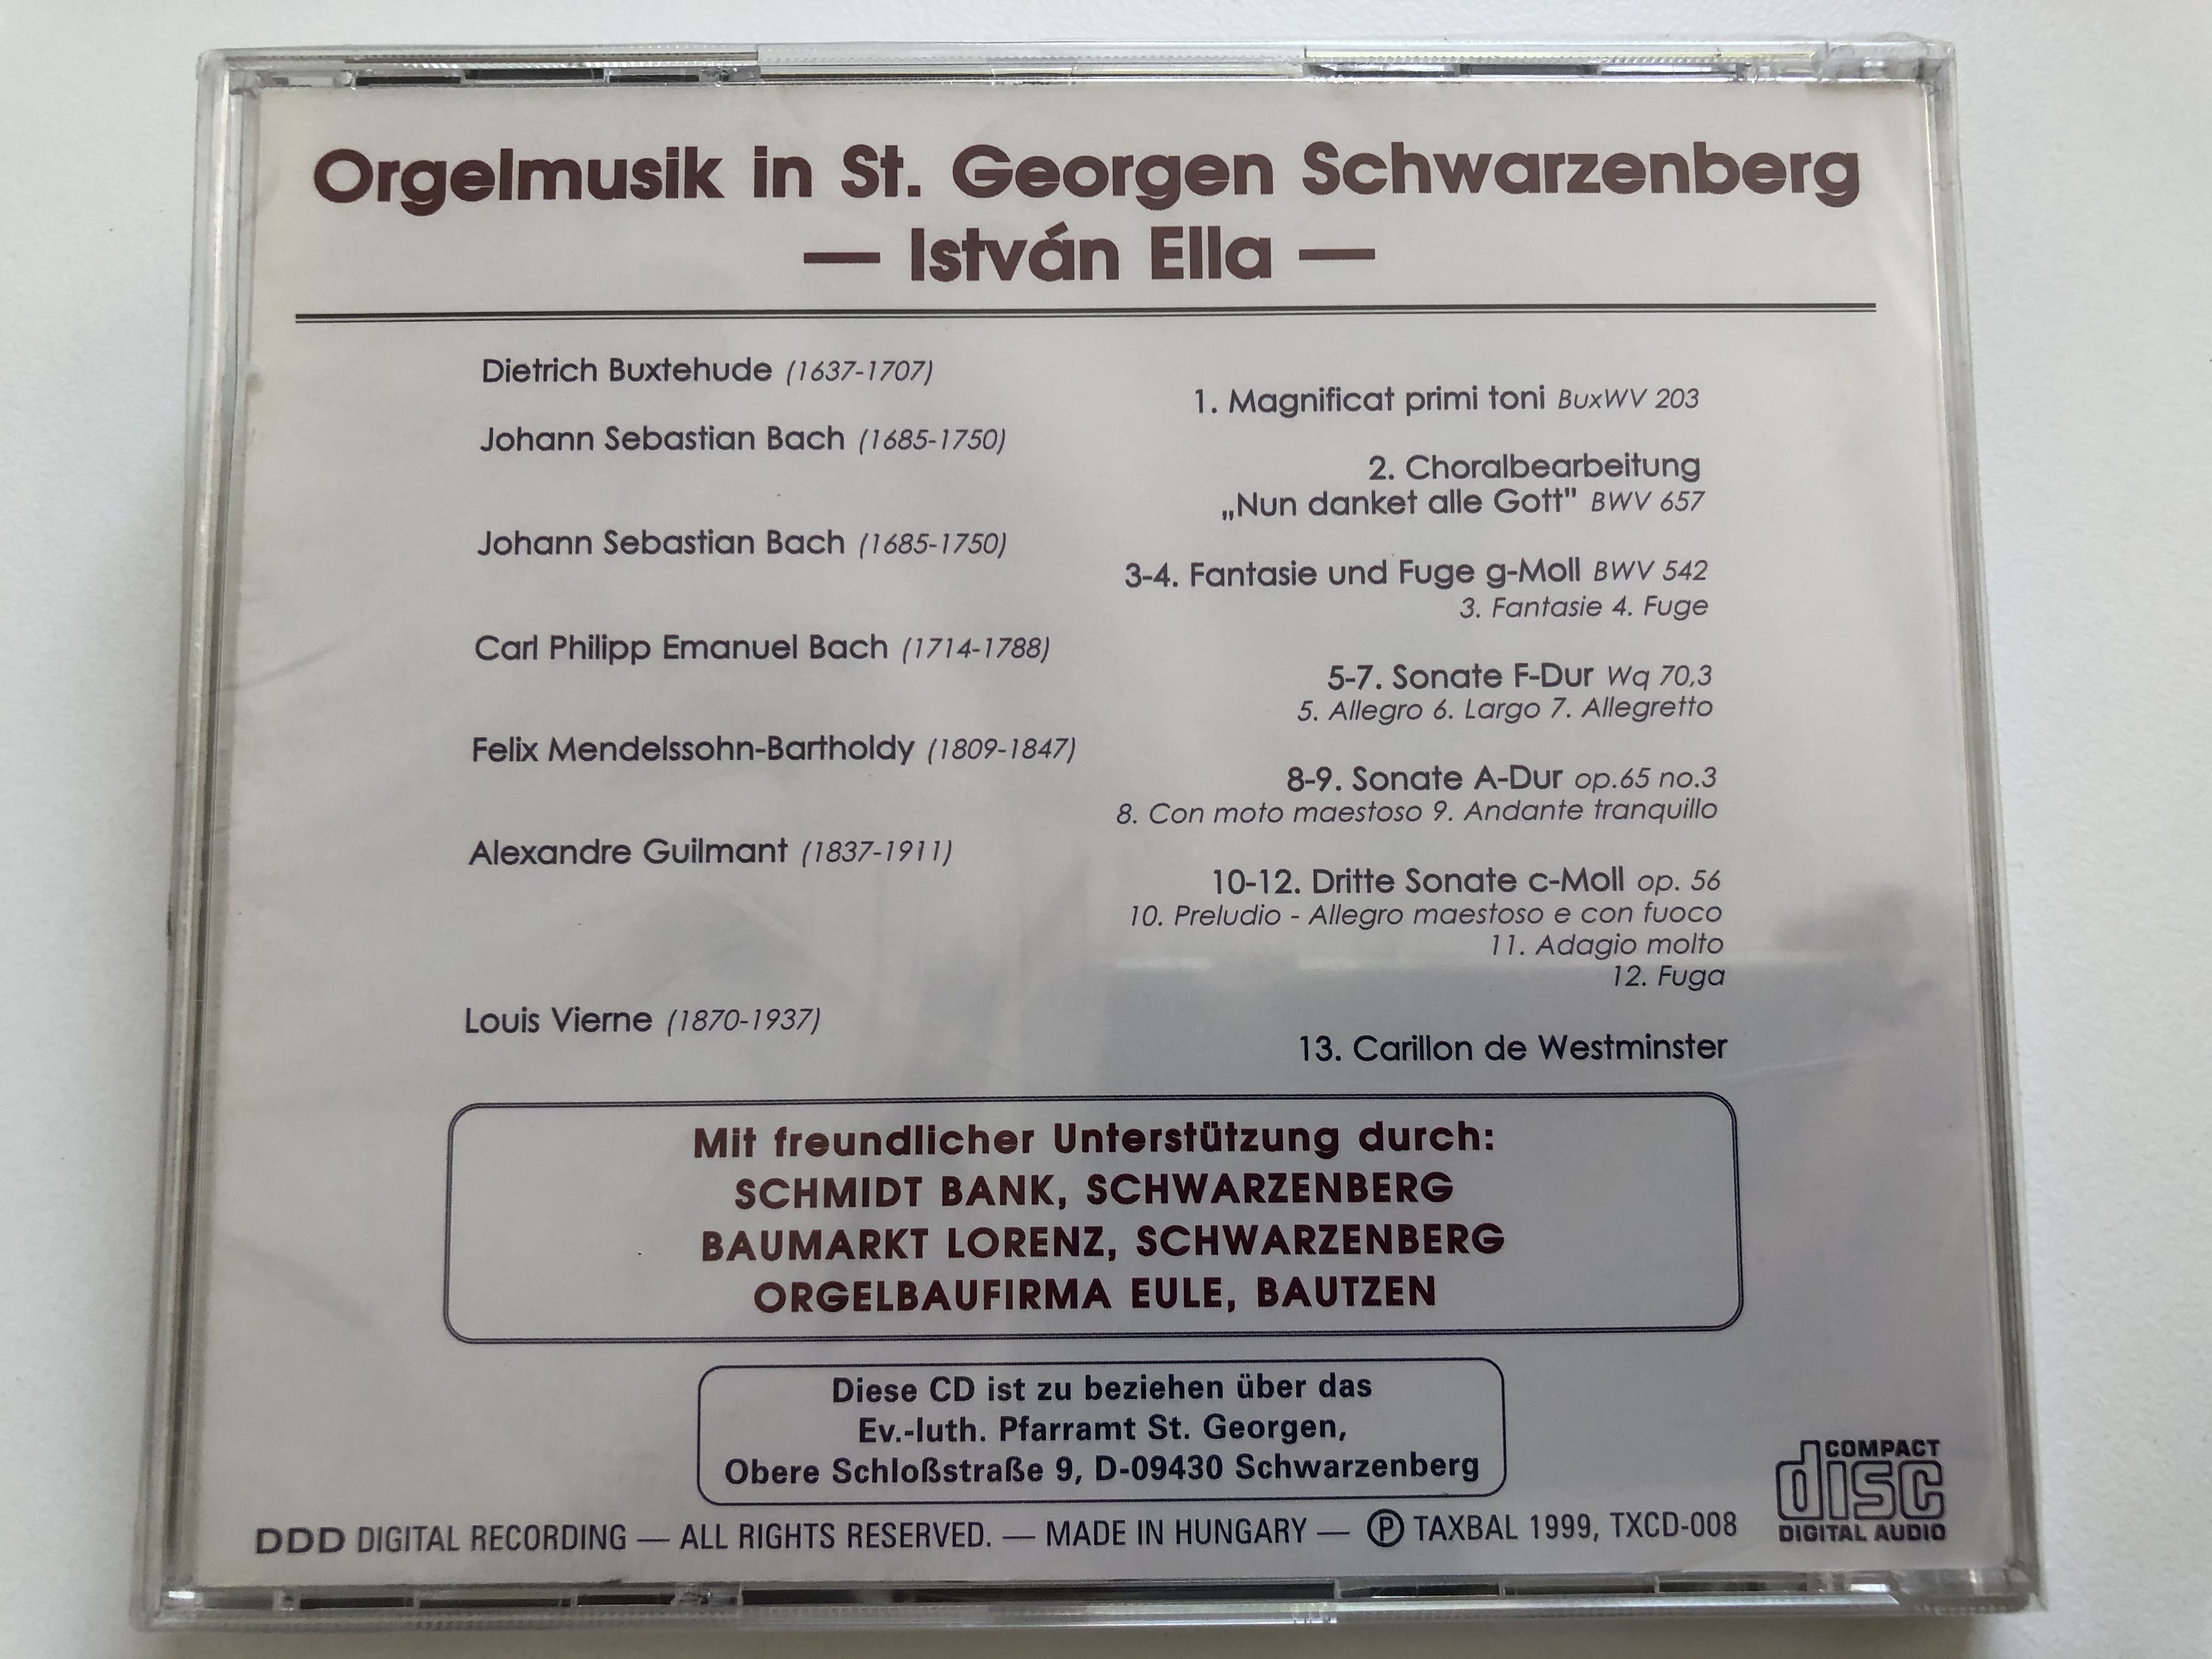 Orgelmusik in St. Georgen Schwarzenberg
— István Ella —
Dietrich Buxtehude (1637-1707)
1. Magnificat primi toni BuxWV 203
Johann Sebastian Bach (1685-1750)
2. Choralbearbeitung
„Nun danket alle Gott" BWV 657
Johann Sebastian Bach (1685-1750)
3-4. Fantasie und Fuge g-Moll BWV 542
3. Fantasie 4. Fuge
Carl Philipp Emanuel Bach (1714-1788)
5-7. Sonate F-Dur Wq 70,3
5. Allegro 6. Largo 7. Allegretto
Felix Mendelssohn-Bartholdy (1809-1847)
8-9. Sonate A-Dur op.65 no.3
8. Con moto maestoso 9. Andante tranquillo
Alexandre Guilmant (1837-1911)
10-12. Dritte Sonate c-Moll op. 56
10. Preludio - Allegro maestoso e con fuoco
11. Adagio molto
12. Fuga
Louis Vierne (1870-1937)
13. Carillon de Westminster
Mit freundlicher Unterstützung durch:
SCHMIDT BANK, SCHWARZENBERG
BAUMARKT LORENZ, SCHWARZENBERG
ORGELBAUFIRMA EULE, BAUTZEN
Diese CD ist zu beziehen über das
Ev.-luth. Pfarramt St. Georgen,
Obere Schloßstraße 9, D-09430 Schwarzenberg
DDD DIGITAL RECORDING — ALL RIGHTS RESERVED. — MADE IN HUNGARY — Ⓟ TAXBAL 1999, TXCD-008
COMPACT
disc
DIGITAL AUDIO